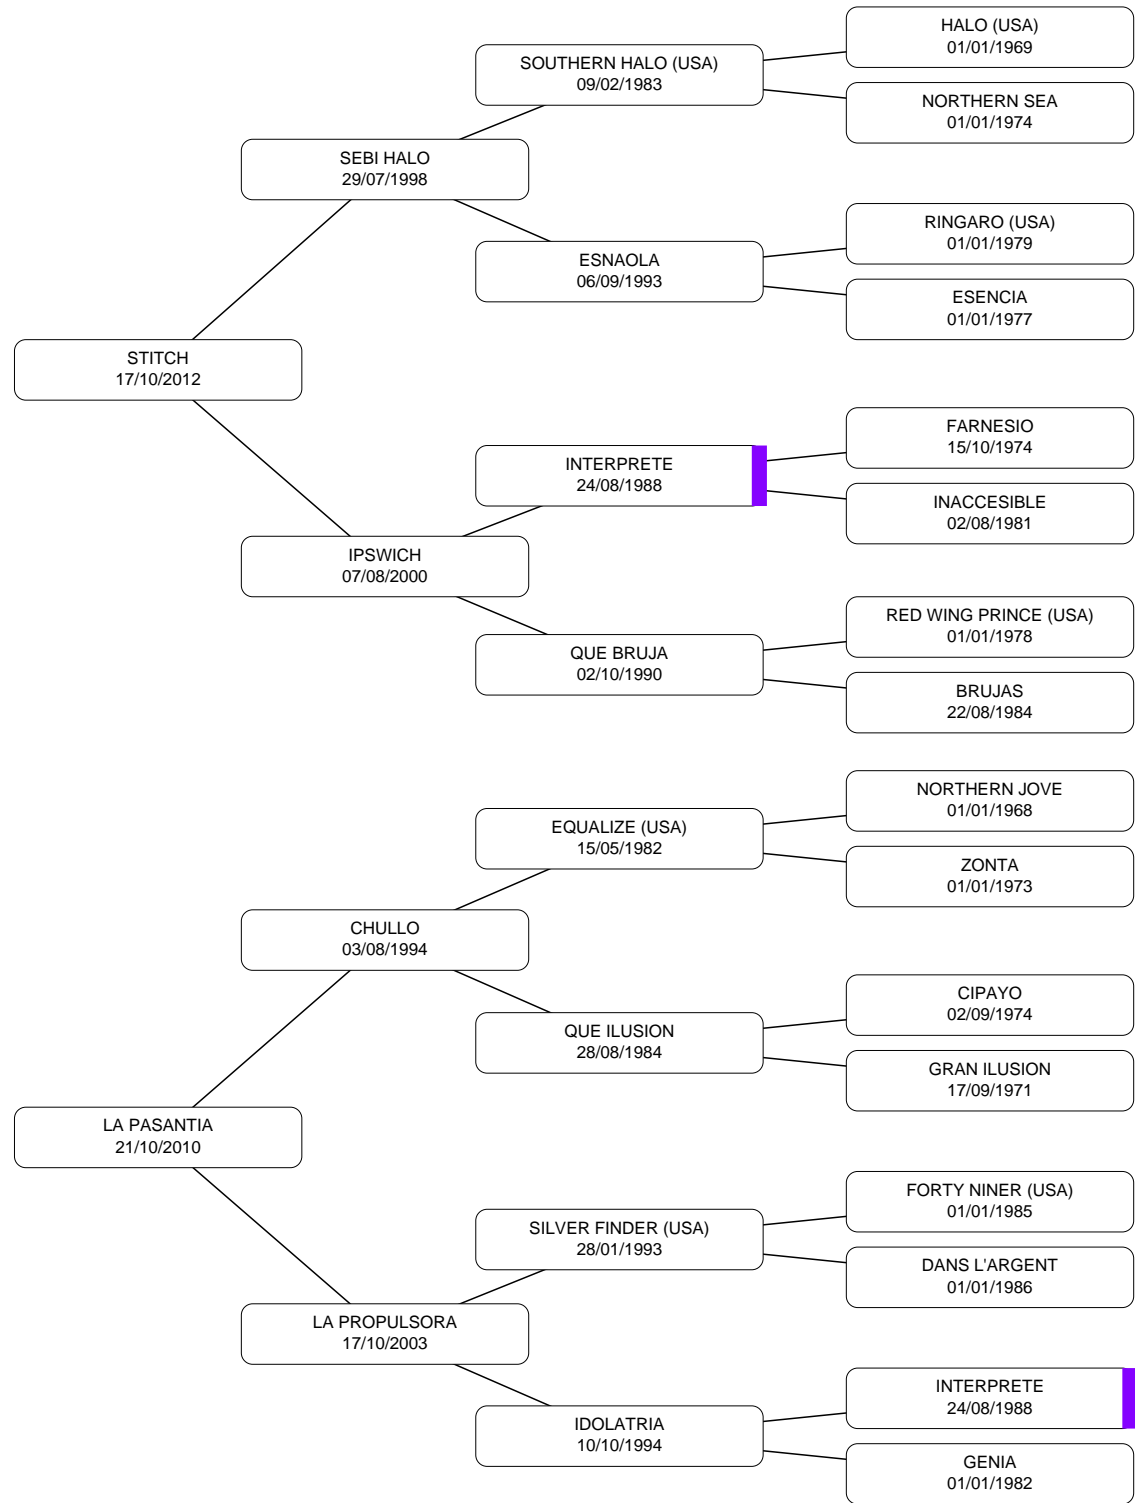 HALO (USA)
01/01/1969
SOUTHERN HALO (USA)
09/02/1983
NORTHERN SEA
01/01/1974
SEBI HALO
29/07/1998
RINGARO (USA)
01/01/1979
ESNAOLA
06/09/1993
ESENCIA
01/01/1977
STITCH
17/10/2012
FARNESIO
15/10/1974
INTERPRETE
24/08/1988
INACCESIBLE
02/08/1981
IPSWICH
07/08/2000
RED WING PRINCE (USA)
01/01/1978
QUE BRUJA
02/10/1990
BRUJAS
22/08/1984
NORTHERN JOVE
01/01/1968
EQUALIZE (USA)
15/05/1982
ZONTA
01/01/1973
CHULLO
03/08/1994
CIPAYO
02/09/1974
QUE ILUSION
28/08/1984
GRAN ILUSION
17/09/1971
LA PASANTIA
21/10/2010
FORTY NINER (USA)
01/01/1985
SILVER FINDER (USA)
28/01/1993
DANS L'ARGENT
01/01/1986
LA PROPULSORA
17/10/2003
INTERPRETE
24/08/1988
IDOLATRIA
10/10/1994
GENIA
01/01/1982